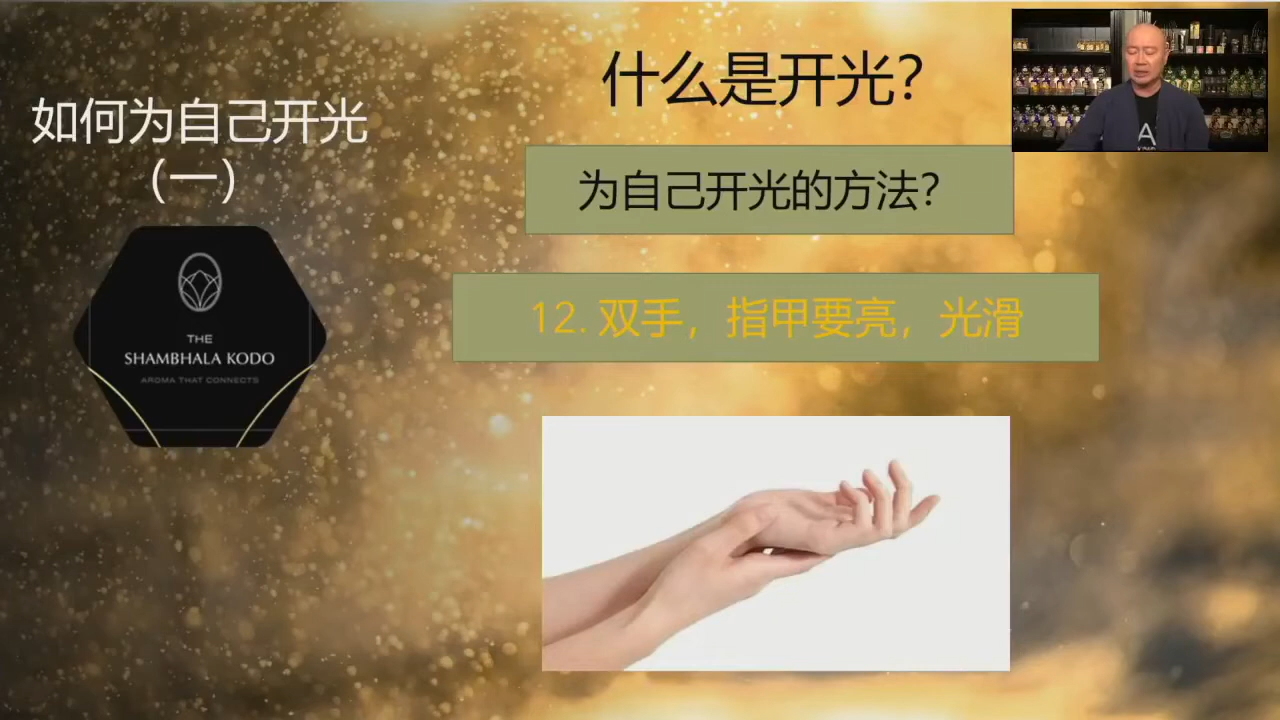 如何为自己开光
（一）
THE
SHAMBHALA KODO
AROMA THAT CONNECTS
什么是开光？
为自己开光的方法？
12. 双手，指甲要亮，光滑
A